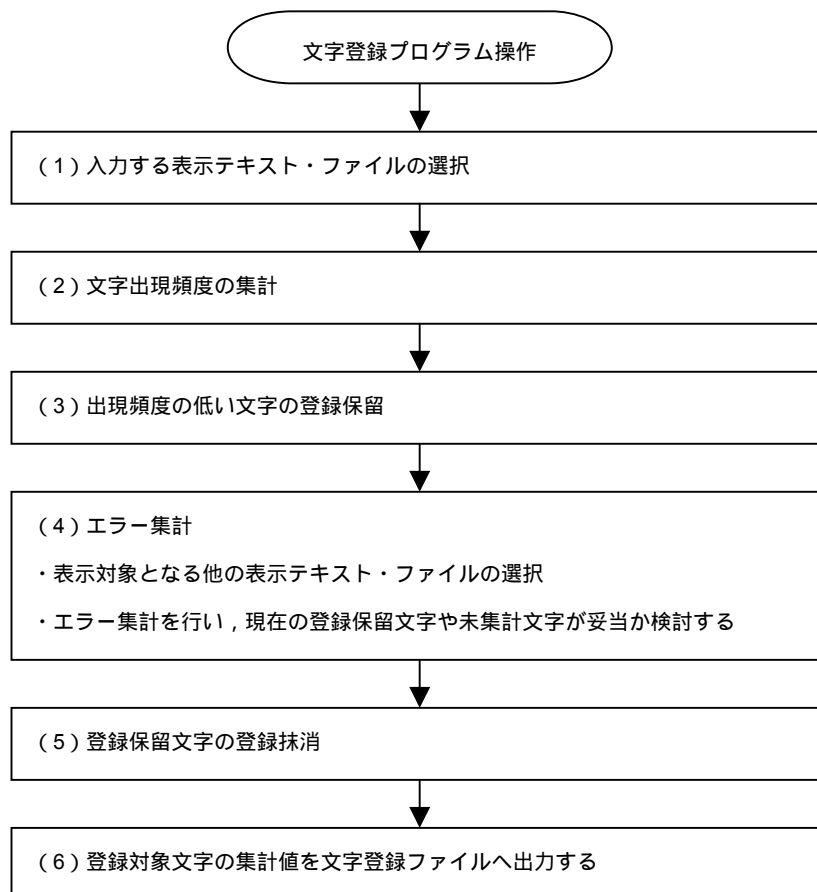 文字登録プログラム操作
（１）入力する表示テキスト・ファイルの選択
（２）文字出現頻度の集計
（３）出現頻度の低い文字の登録保留
（４）エラー集計
・表示対象となる他の表示テキスト・ファイルの選択
・エラー集計を行い，現在の登録保留文字や未集計文字が妥当か検討する
（５）登録保留文字の登録抹消
（６）登録対象文字の集計値を文字登録ファイルへ出力する